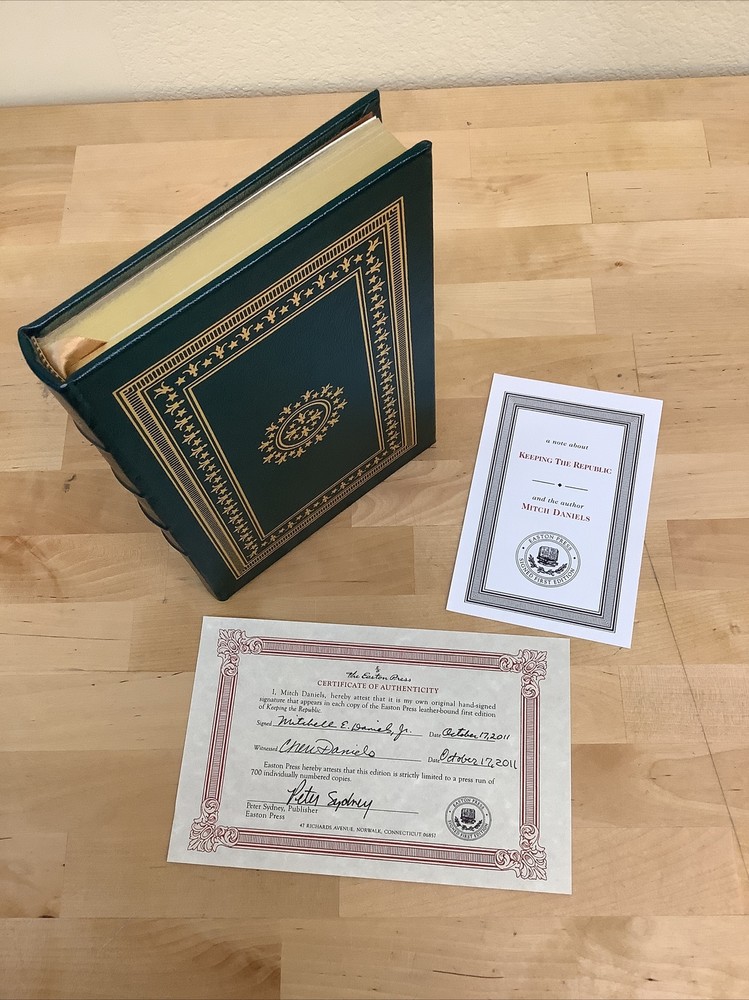 a note about
KEEPING THE REPUBLIC
and the author
MITCH DANIELS
EASTON PRESS
SIGNED FIRST EDITION
The Easton Press
CERTIFICATE OF AUTHENTICITY
I, Mitch Daniels, hereby attest that it is my own original hand-signed
signature that appears in each copy of the Easton Press leather-bound first edition
of Keeping the Republic.
Signed Mitchell E. Daniels, Jr. Date October 17, 2011
Witnessed Cheri Daniels Date October 17, 2011
Easton Press hereby attests that this edition is strictly limited to a press run of
700 individually numbered copies.
Peter Sydney
Peter Sydney, Publisher
Easton Press
47 RICHARDS AVENUE, NORWALK, CONNECTICUT 06857
EASTON PRESS
SIGNED FIRST EDITION